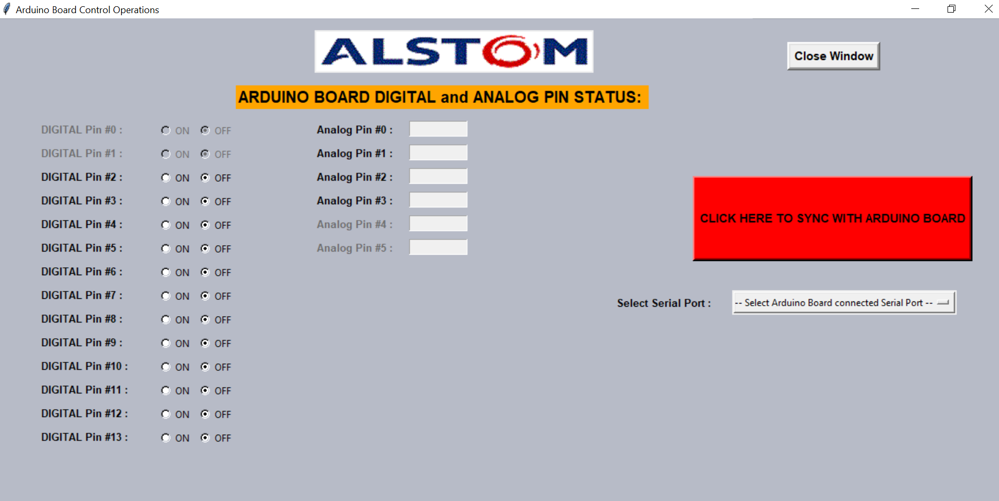 Arduino Board Control Operations
ALSTOM
Close Window
ARDUINO BOARD DIGITAL and ANALOG PIN STATUS:
DIGITAL Pin #0 : ON OFF Analog Pin #0 :
DIGITAL Pin #1 : ON OFF Analog Pin #1 :
DIGITAL Pin #2 : ON OFF Analog Pin #2 :
DIGITAL Pin #3 : ON OFF Analog Pin #3 :
CLICK HERE TO SYNC WITH ARDUINO BOARD
DIGITAL Pin #4 : ON OFF Analog Pin #4 :
DIGITAL Pin #5 : ON OFF Analog Pin #5 :
DIGITAL Pin #6 : ON OFF
DIGITAL Pin #7 : ON OFF
Select Serial Port : -- Select Arduino Board connected Serial Port --
DIGITAL Pin #8 : ON OFF
DIGITAL Pin #9 : ON OFF
DIGITAL Pin #10 : ON OFF
DIGITAL Pin #11 : ON OFF
DIGITAL Pin #12 : ON OFF
DIGITAL Pin #13 : ON OFF